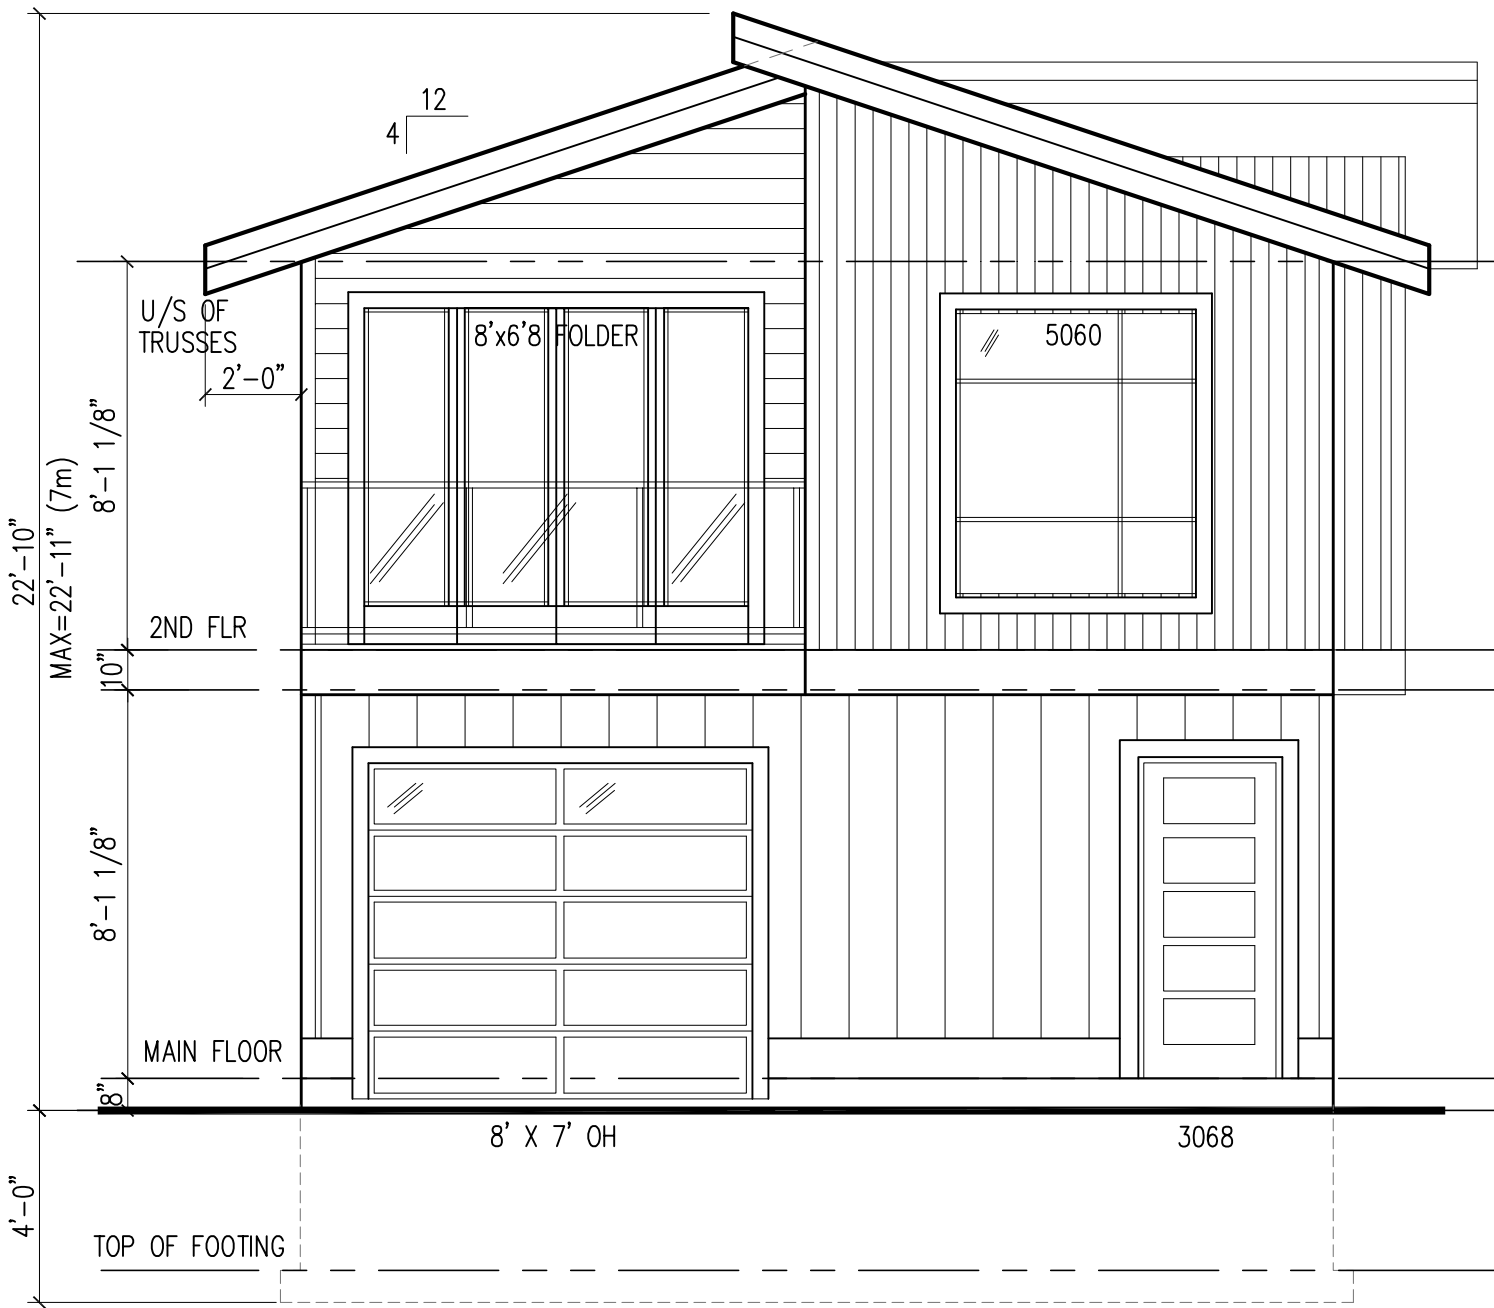 12
4
U/S OF
TRUSSES
8'x6'8 FOLDER
5060
2'-0"
8'-1 1/8"
22'-10"
MAX=22'-11" (7m)
2ND FLR
10"
8'-1 1/8"
MAIN FLOOR
8"
8' X 7' OH
3068
4'-0"
TOP OF FOOTING